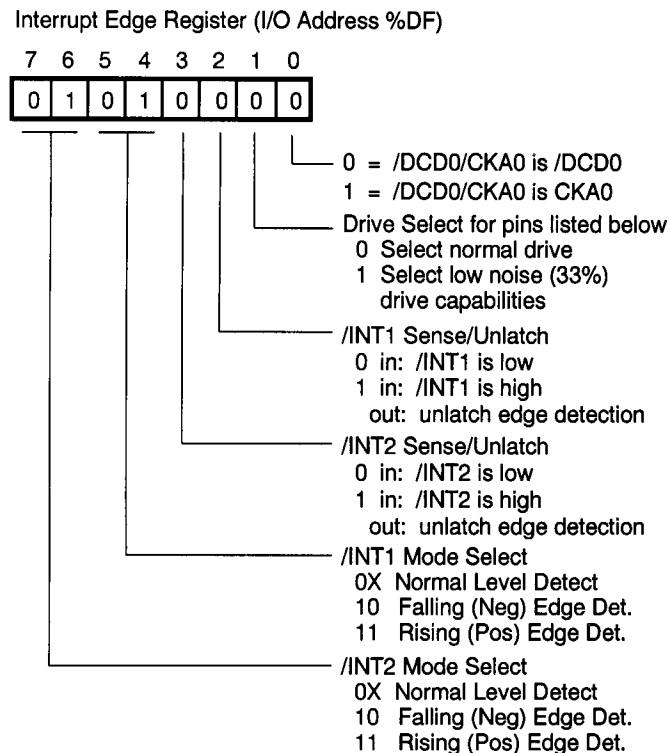 Interrupt Edge Register (I/O Address %DF)
7 6 5 4 3 2 1 0
0 1 0 1 0 0 0 0
0 = /DCD0/CKA0 is /DCD0
1 = /DCD0/CKA0 is CKA0
Drive Select for pins listed below
0 Select normal drive
1 Select low noise (33%)
drive capabilities
/INT1 Sense/Unlatch
0 in: /INT1 is low
1 in: /INT1 is high
out: unlatch edge detection
/INT2 Sense/Unlatch
0 in: /INT2 is low
1 in: /INT2 is high
out: unlatch edge detection
/INT1 Mode Select
0X Normal Level Detect
10 Falling (Neg) Edge Det.
11 Rising (Pos) Edge Det.
/INT2 Mode Select
0X Normal Level Detect
10 Falling (Neg) Edge Det.
11 Rising (Pos) Edge Det.